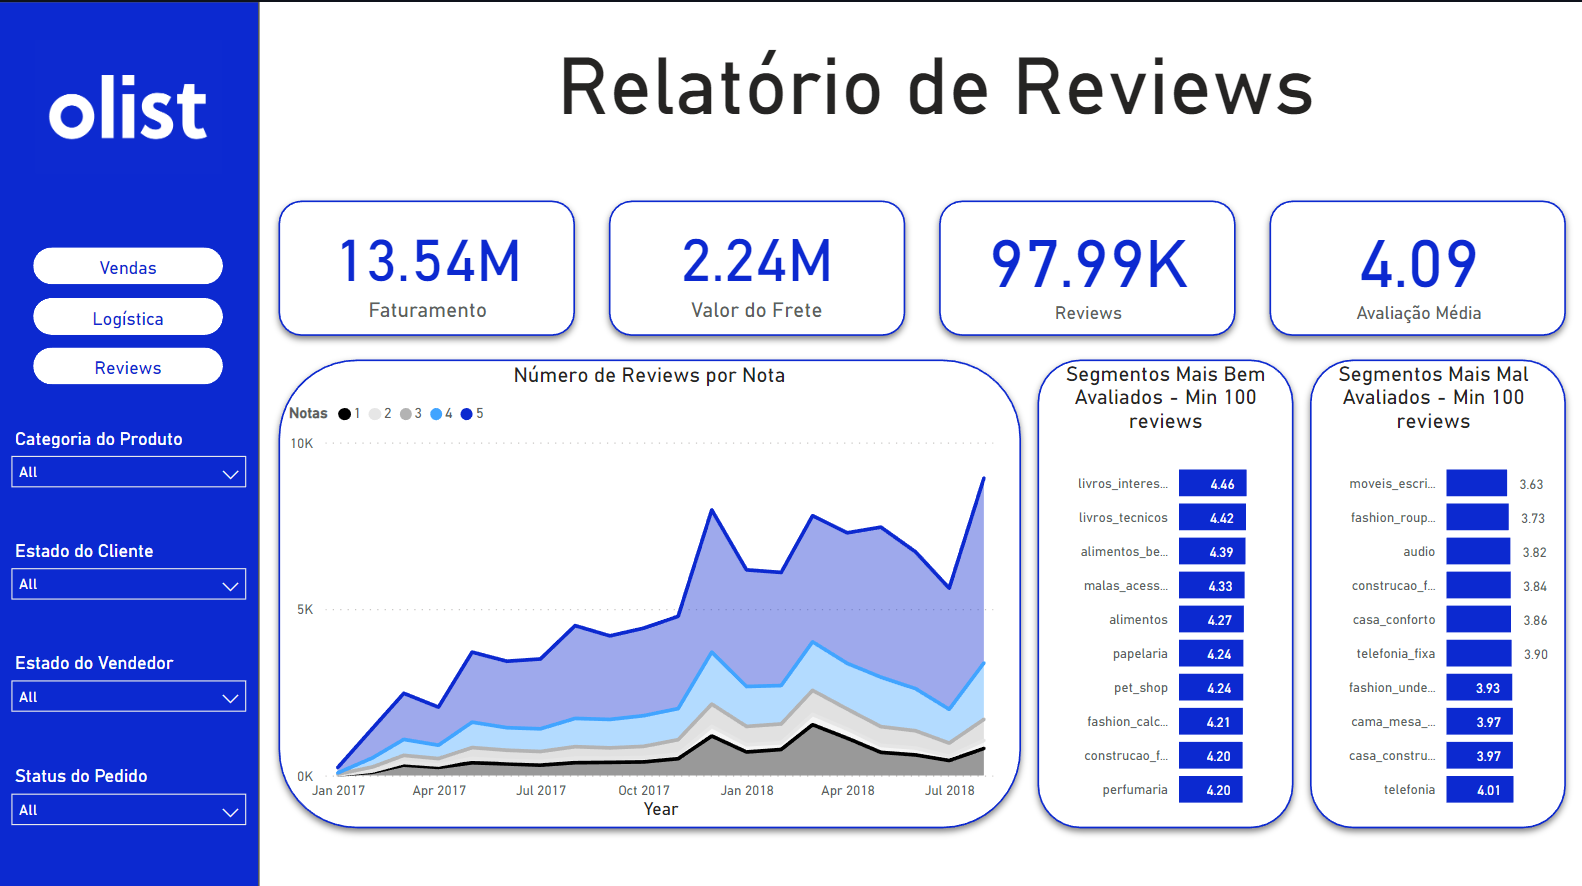 olist
Relatório de Reviews
Vendas
Logística
Reviews
Categoria do Produto
All
Estado do Cliente
All
Estado do Vendedor
All
Status do Pedido
All
13.54M
Faturamento
2.24M
Valor do Frete
97.99K
Reviews
4.09
Avaliação Média
Número de Reviews por Nota
Notas 1 2 3 4 5
10K
5K
0K
Jan 2017 Apr 2017 Jul 2017 Oct 2017 Jan 2018 Apr 2018 Jul 2018
Year
Segmentos Mais Bem
Avaliados - Min 100
reviews
livros_interes... 4.46
livros_tecnicos 4.42
alimentos_be... 4.39
malas_acess... 4.33
alimentos 4.27
papelaria 4.24
pet_shop 4.24
fashion_calc... 4.21
construcao_f... 4.20
perfumaria 4.20
Segmentos Mais Mal
Avaliados - Min 100
reviews
moveis_escri... 3.63
fashion_roup... 3.73
audio 3.82
construcao_f... 3.84
casa_conforto 3.86
telefonia_fixa 3.90
fashion_unde... 3.93
cama_mesa_... 3.97
casa_constru... 3.97
telefonia 4.01